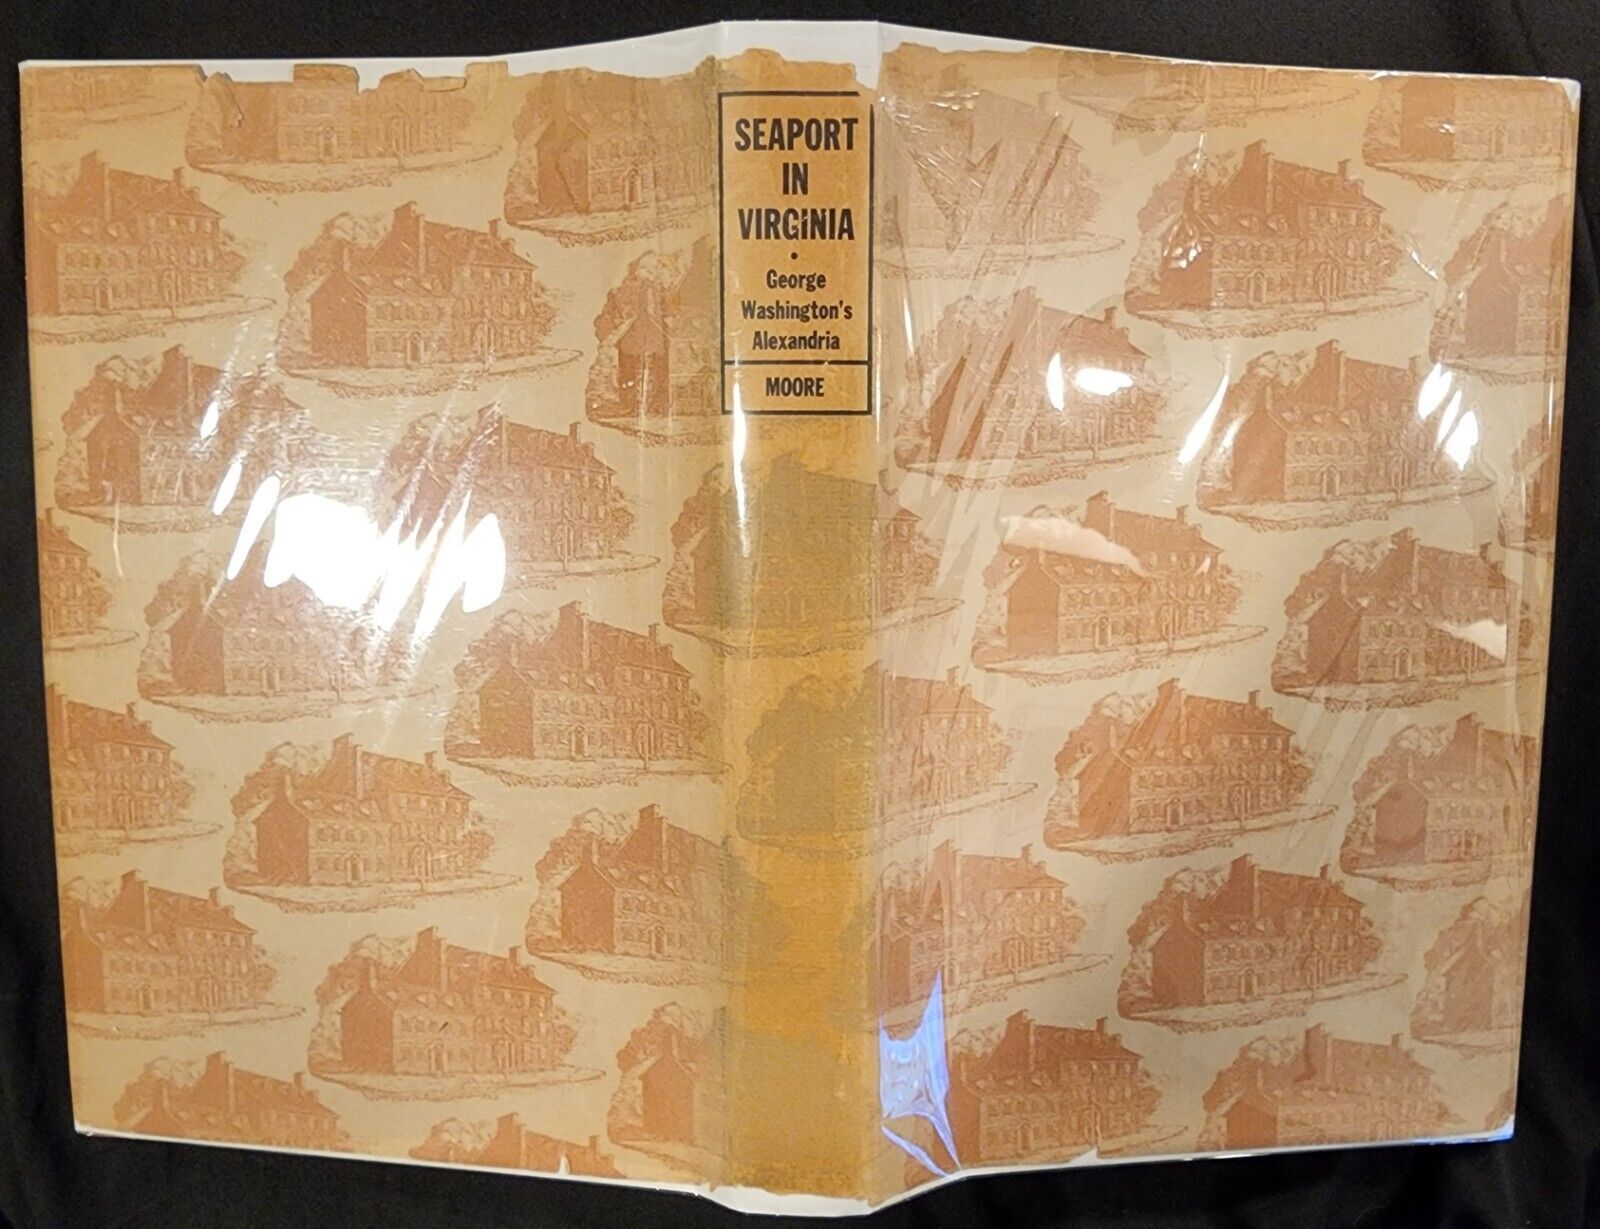 SEAPORT
IN
VIRGINIA
•
George
Washington's
Alexandria
MOORE